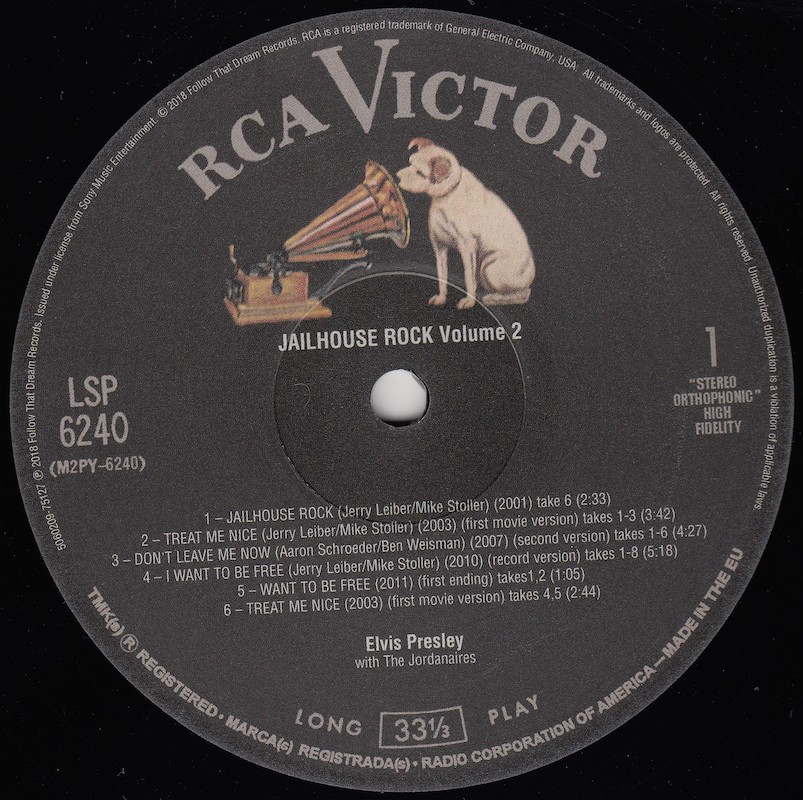 5060209-75127 ℗ 2018 Follow That Dream Records. Issued under license from Sony Music Entertainment. © 2018 Follow That Dream Records. RCA is a registered trademark of General Electric Company, USA. All trademarks and logos are protected. All rights reserved. Unauthorized duplication is a violation of applicable laws
RCA VICTOR
JAILHOUSE ROCK Volume 2
LSP
6240
(M2PY-6240)
1
"STEREO
ORTHOPHONIC"
HIGH
FIDELITY
1 – JAILHOUSE ROCK (Jerry Leiber/Mike Stoller) (2001) take 6 (2:33)
2 – TREAT ME NICE (Jerry Leiber/Mike Stoller) (2003) (first movie version) takes 1-3 (3:42)
3 – DON'T LEAVE ME NOW (Aaron Schroeder/Ben Weisman) (2007) (second version) takes 1-6 (4:27)
4 – I WANT TO BE FREE (Jerry Leiber/Mike Stoller) (2010) (record version) takes 1-8 (5:18)
5 – WANT TO BE FREE (2011) (first ending) takes1,2 (1:05)
6 – TREAT ME NICE (2003) (first movie version) takes 4,5 (2:44)
Elvis Presley
with The Jordanaires
LONG 33⅓ PLAY
TMK(s) ® REGISTERED • MARCA(s) REGISTRADA(s) • RADIO CORPORATION OF AMERICA — MADE IN THE EU